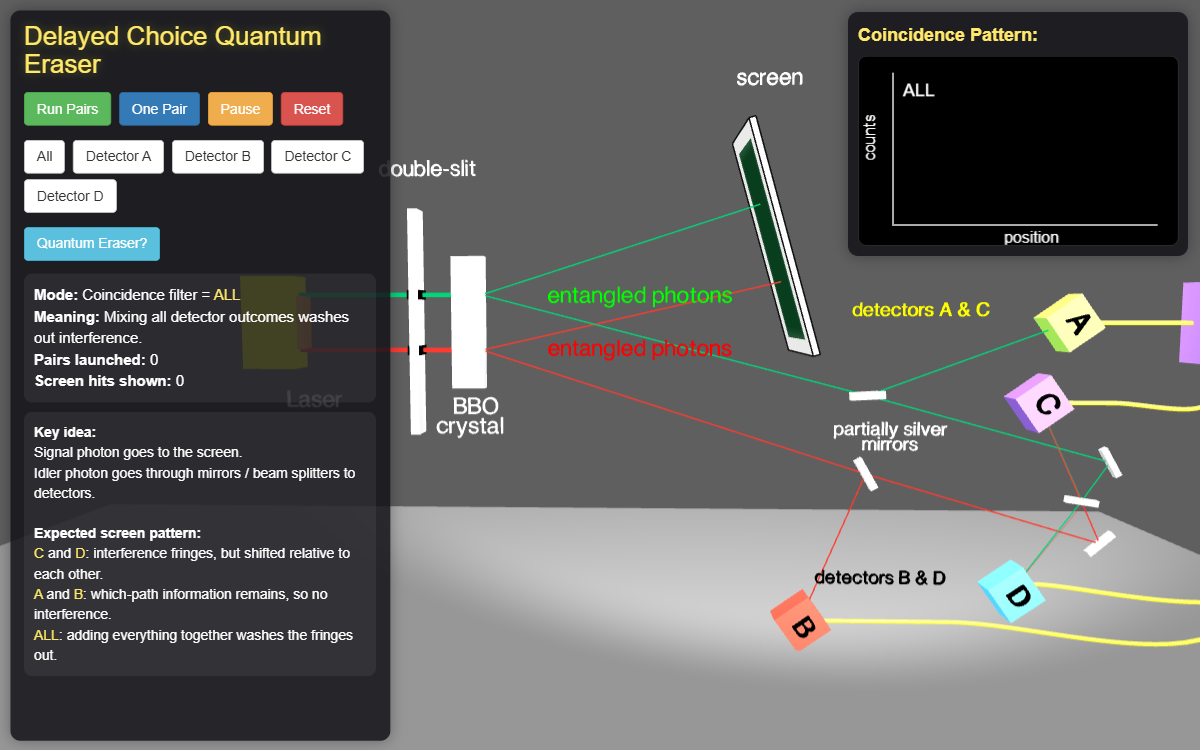 Delayed Choice Quantum
Eraser
Run Pairs
One Pair
Pause
Reset
All
Detector A
Detector B
Detector C
Detector D
Quantum Eraser?
Mode: Coincidence filter = ALL
Meaning: Mixing all detector outcomes washes
out interference.
Pairs launched: 0
Screen hits shown: 0
Key idea:
Signal photon goes to the screen.
Idler photon goes through mirrors / beam splitters to
detectors.
Expected screen pattern:
C and D: interference fringes, but shifted relative to
each other.
A and B: which-path information remains, so no
interference.
ALL: adding everything together washes the fringes
out.
Laser
double-slit
BBO
crystal
screen
entangled photons
entangled photons
detectors A & C
partially silver
mirrors
detectors B & D
A
C
D
B
Coincidence Pattern:
ALL
counts
position